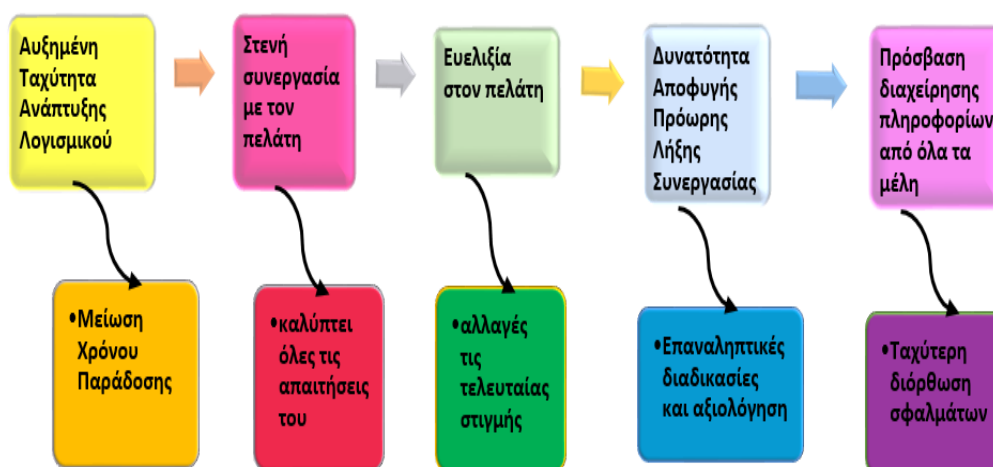 Αυξημένη
Ταχύτητα
Ανάπτυξης
Λογισμικού
Στενή
συνεργασία
με τον
πελάτη
Ευελιξία
στον πελάτη
Δυνατότητα
Αποφυγής
Πρόωρης
Λήξης
Συνεργασίας
Πρόσβαση
διαχείρησης
πληροφορίων
από όλα τα
μέλη
•Μείωση
Χρόνου
Παράδοσης
•καλύπτει
όλες τις
απαιτήσεις
του
•αλλαγές
τις
τελευταίας
στιγμής
•Επαναληπτικές
διαδικασίες
και αξιολόγηση
•Ταχύτερη
διόρθωση
σφαλμάτων